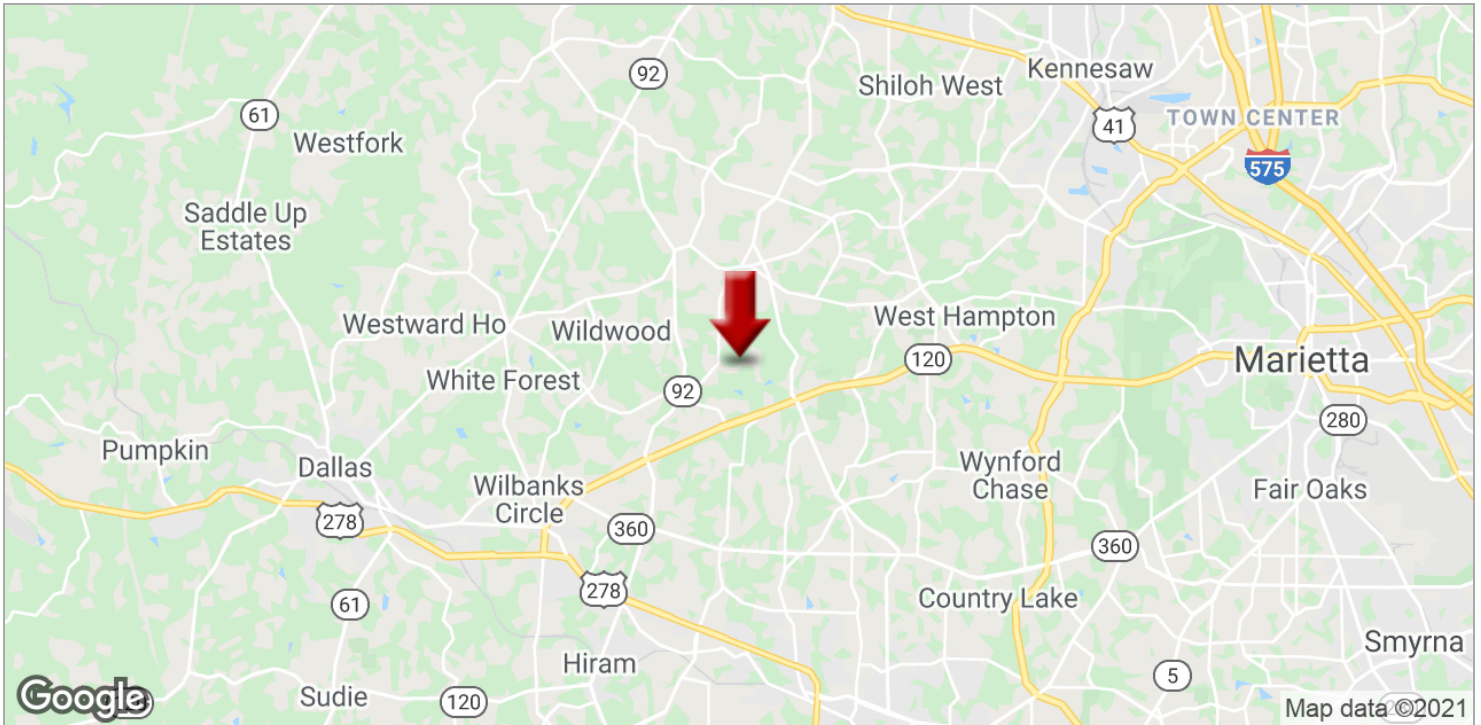 92
Kennesaw
Shiloh West
61
Westfork
41
TOWN CENTER
575
Saddle Up
Estates
Westward Ho
Wildwood
West Hampton
120
Marietta
White Forest
92
280
Pumpkin
Dallas
Wynford
Chase
Wilbanks
Circle
Fair Oaks
278
360
360
278
61
Country Lake
Smyrna
Hiram
5
Sudie
120
Google
Map data ©2021